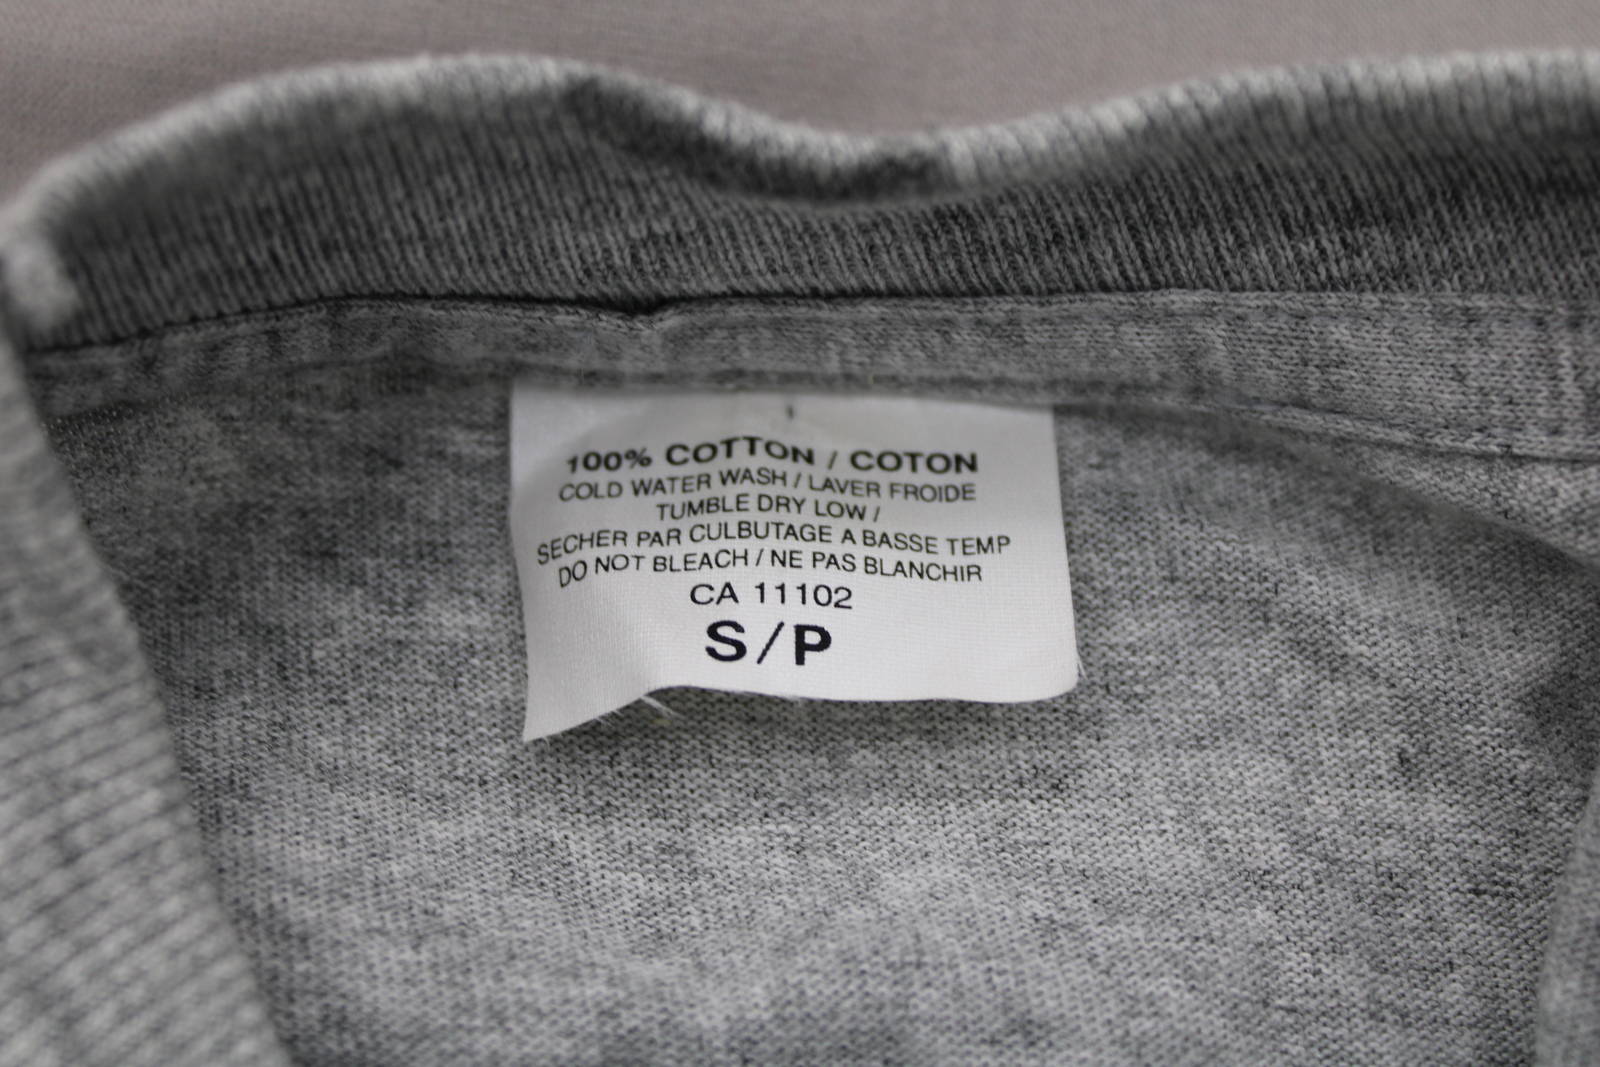 100% COTTON / COTON
COLD WATER WASH / LAVER FROIDE
TUMBLE DRY LOW /
SECHER PAR CULBUTAGE A BASSE TEMP
DO NOT BLEACH / NE PAS BLANCHIR
CA 11102
S/P